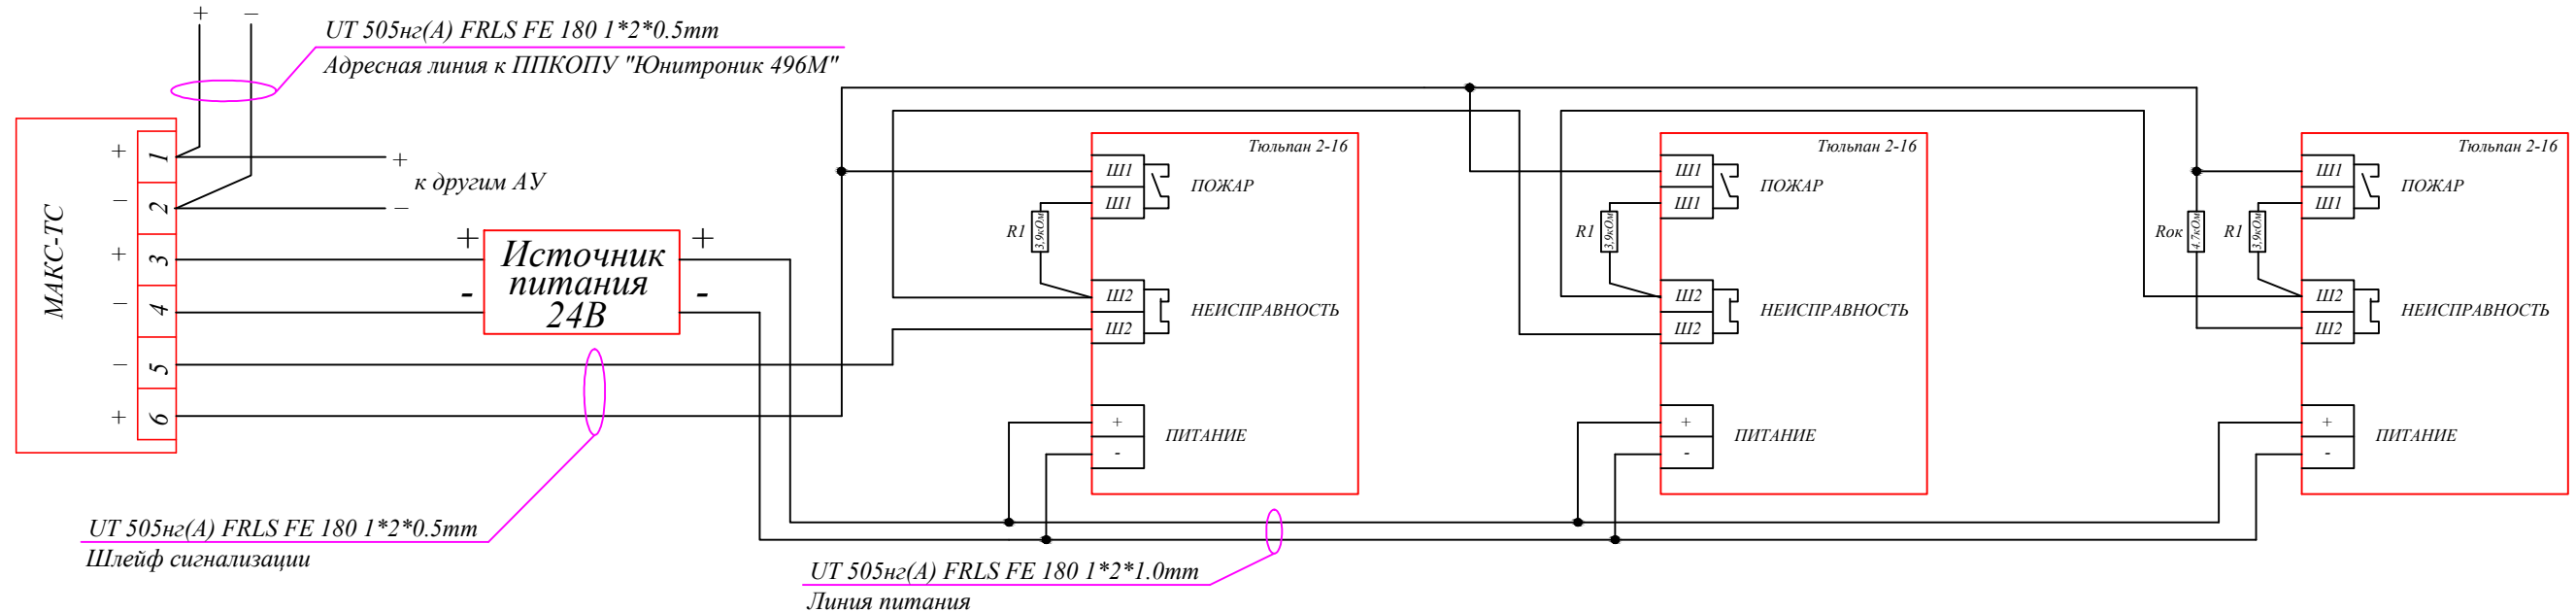 + −
UT 505нг(А) FRLS FE 180 1*2*0.5mm
Адресная линия к ППКОПУ "Юнитроник 496М"
МАКС-ТС
+ 1
− 2
+ 3
− 4
− 5
+ 6
+
к другим АУ
−
+ +
- -
Источник
питания
24В
UT 505нг(А) FRLS FE 180 1*2*0.5mm
Шлейф сигнализации
UT 505нг(А) FRLS FE 180 1*2*1.0mm
Линия питания
Тюльпан 2-16
Ш1
ПОЖАР
Ш1
R1 3,9кОм
Ш2
НЕИСПРАВНОСТЬ
Ш2
+
ПИТАНИЕ
-
Тюльпан 2-16
Ш1
ПОЖАР
Ш1
R1 3,9кОм
Ш2
НЕИСПРАВНОСТЬ
Ш2
+
ПИТАНИЕ
-
Тюльпан 2-16
Ш1
ПОЖАР
Ш1
Rок 4,7кОм R1 3,9кОм
Ш2
НЕИСПРАВНОСТЬ
Ш2
+
ПИТАНИЕ
-